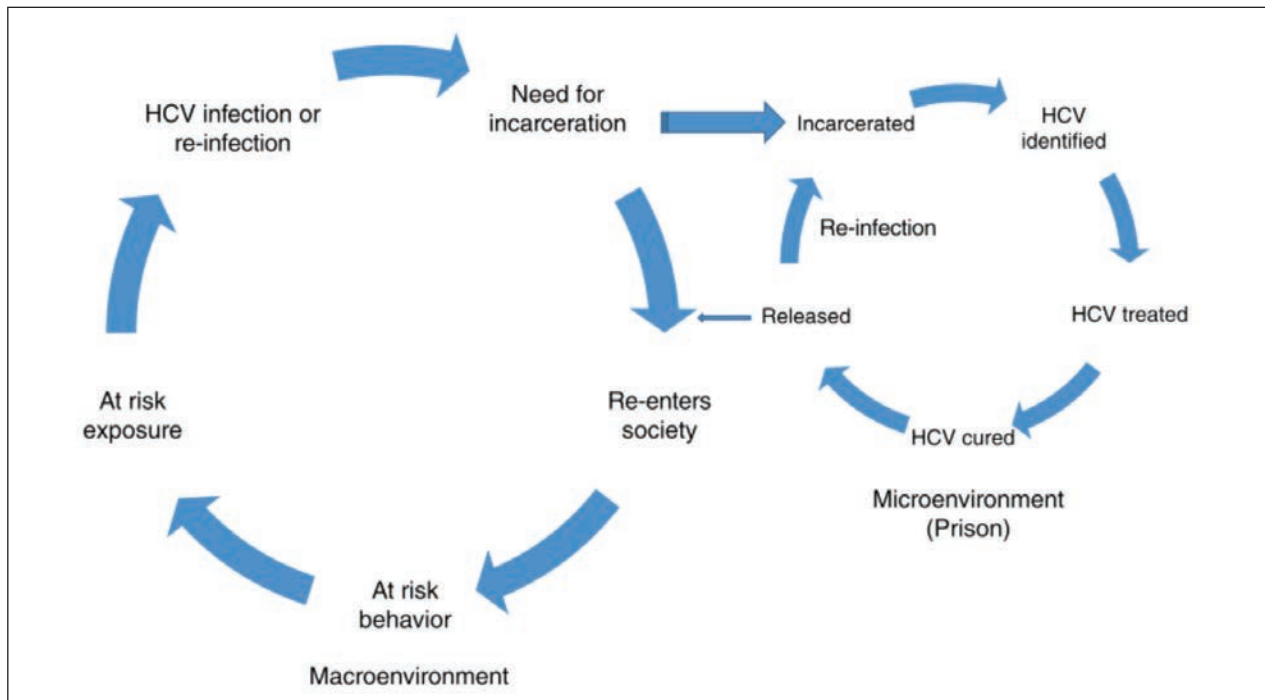 HCV infection or
re-infection
Need for
incarceration
Incarcerated
HCV
identified
Re-infection
Released
HCV treated
At risk
exposure
Re-enters
society
HCV cured
Microenvironment
(Prison)
At risk
behavior
Macroenvironment